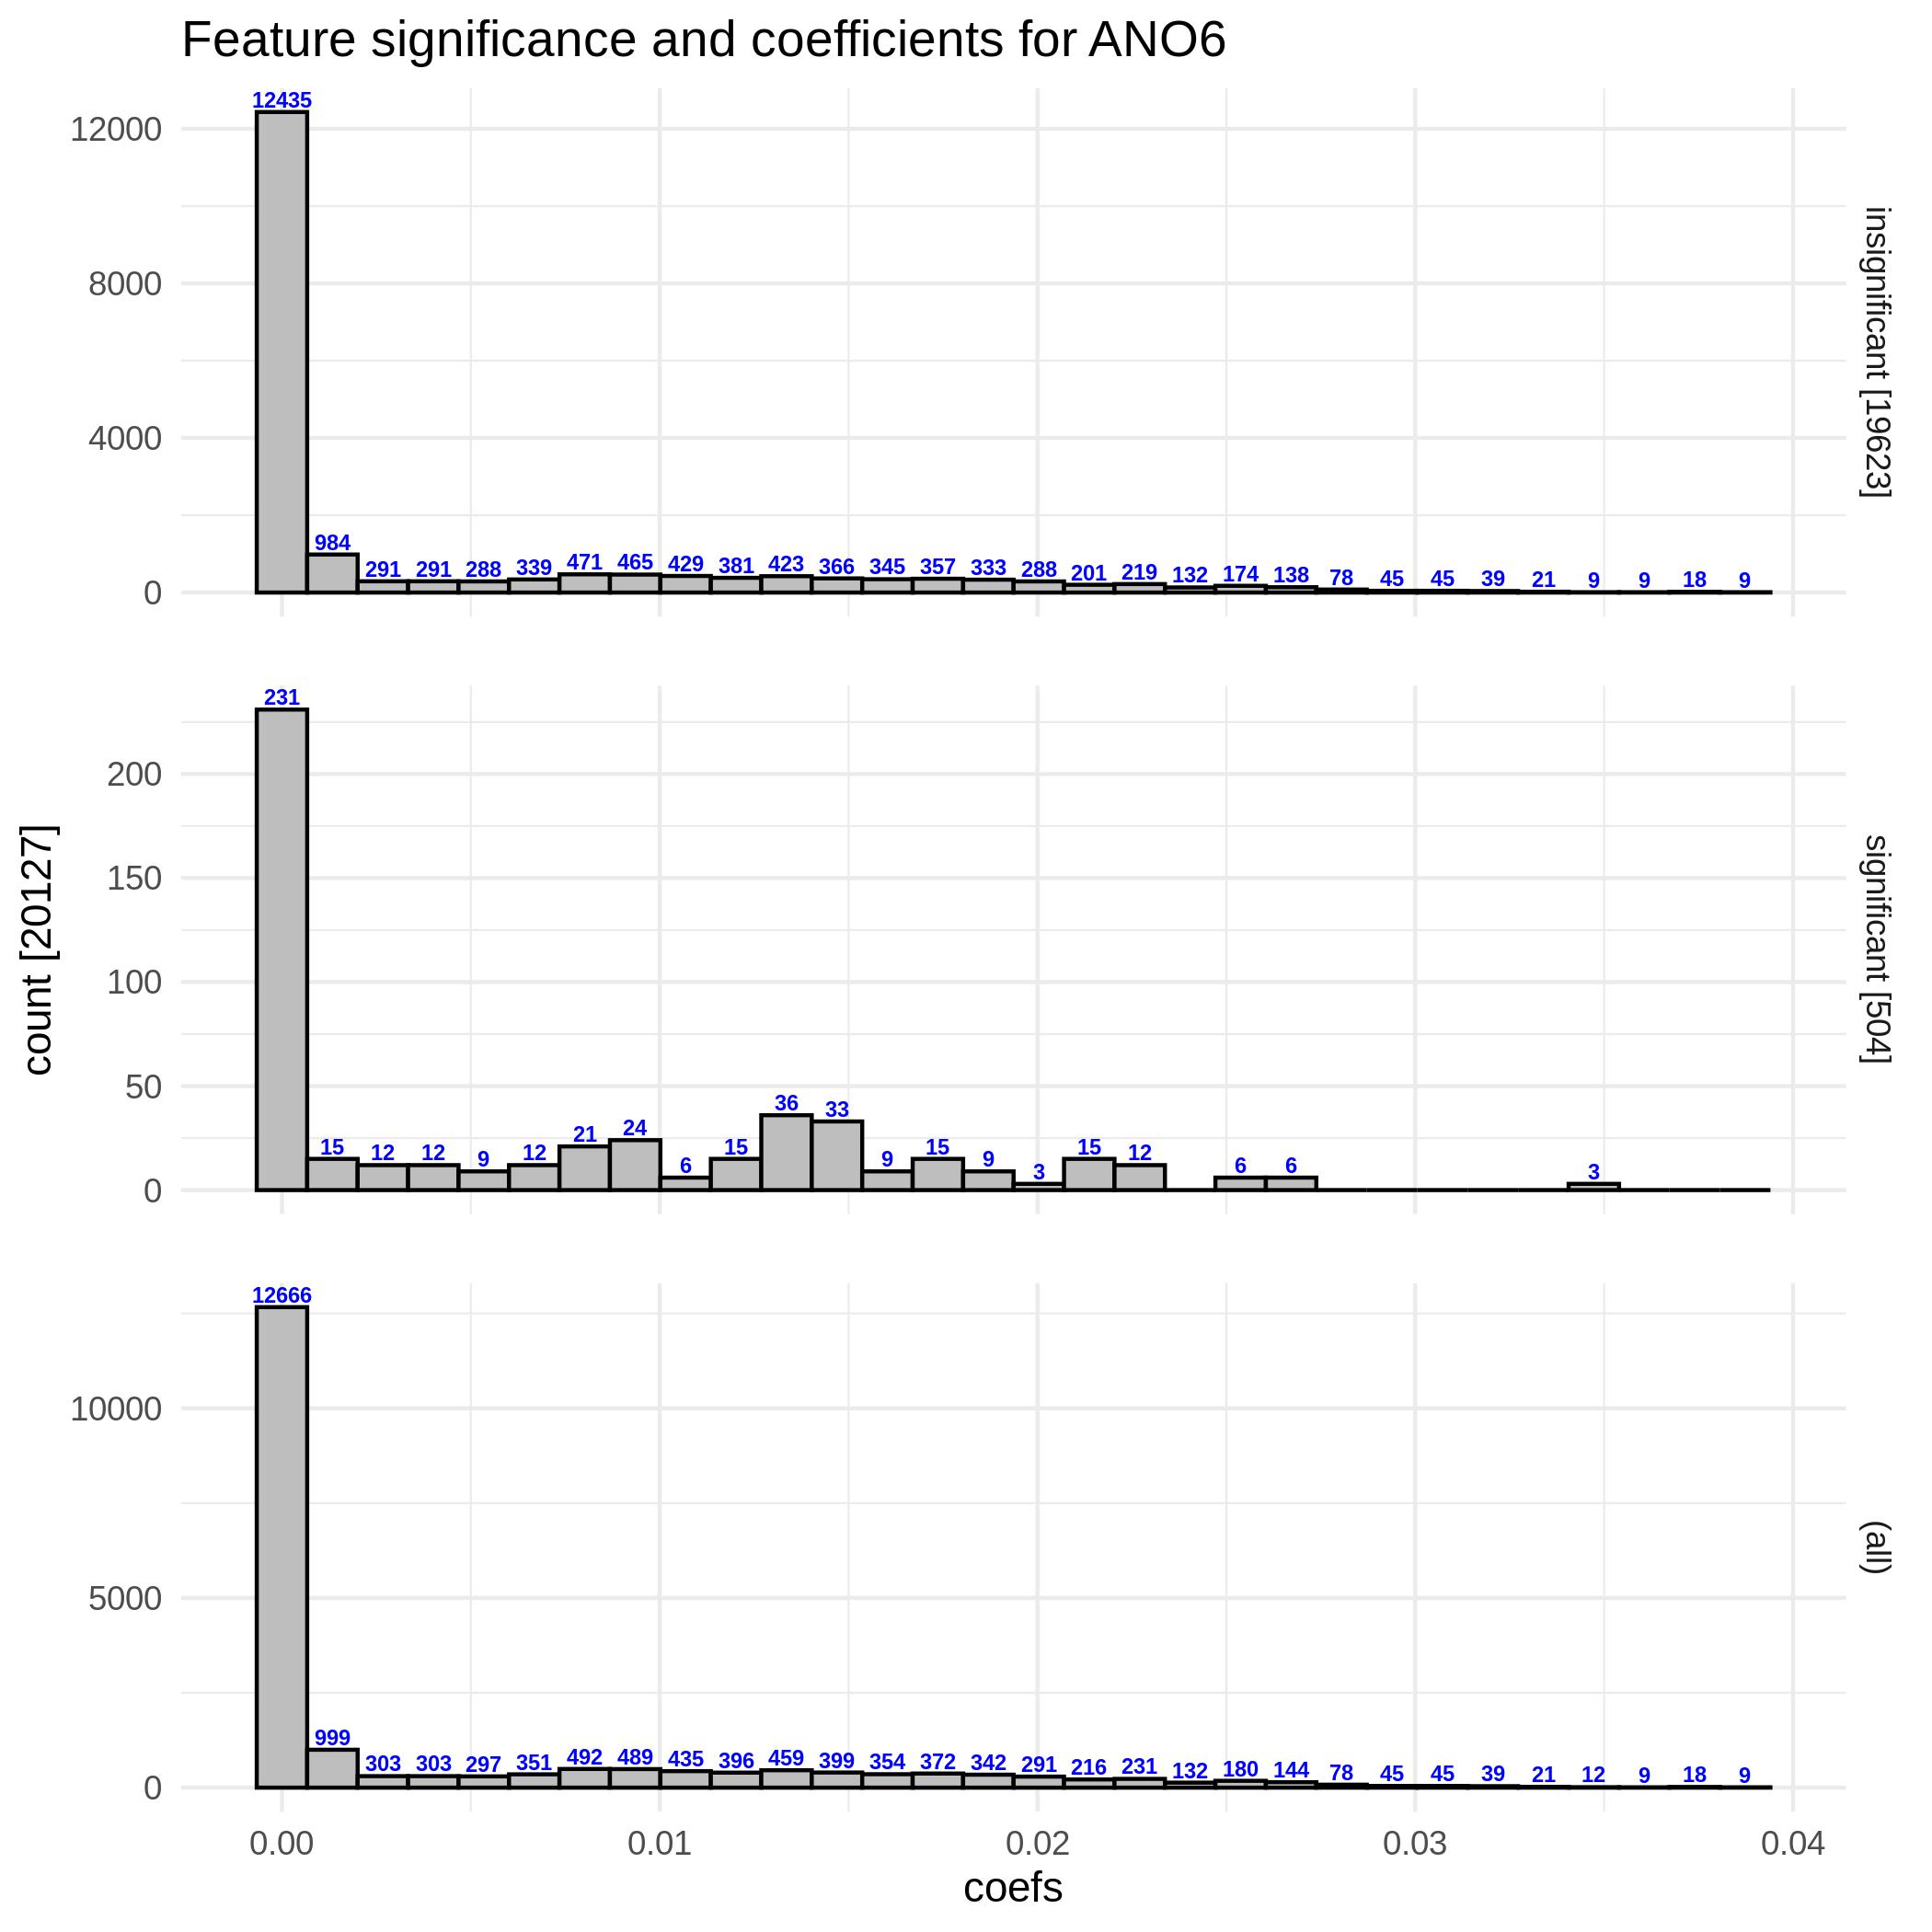 Feature significance and coefficients for ANO6
12435
12000
8000
4000
0
984 291 291 288 339 471 465 429 381 423 366 345 357 333 288 201 219 132 174 138 78 45 45 39 21 9 9 18 9
insignificant [19623]
231
200
150
100
50
0
15 12 12 9 12 21 24 6 15 36 33 9 15 9 3 15 12 6 6 3
significant [504]
count [20127]
12666
10000
5000
0
999 303 303 297 351 492 489 435 396 459 399 354 372 342 291 216 231 132 180 144 78 45 45 39 21 12 9 18 9
(all)
0.00 0.01 0.02 0.03 0.04
coefs